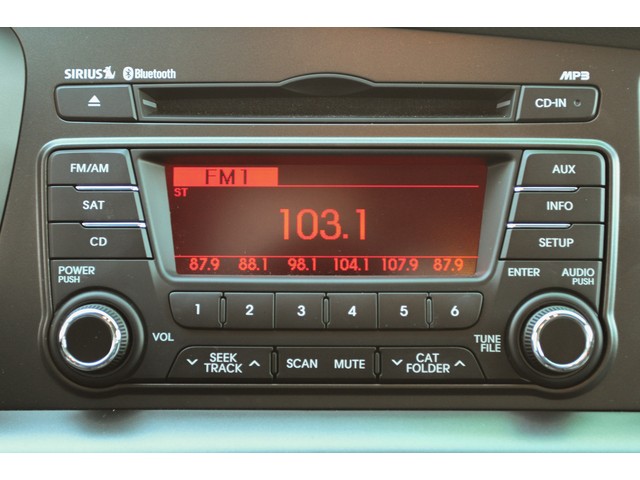 SIRIUS Bluetooth MP3
CD-IN
FM/AM FM1 AUX
ST
SAT 103.1 INFO
CD SETUP
87.9 88.1 98.1 104.1 107.9 87.9
POWER PUSH ENTER AUDIO PUSH
1 2 3 4 5 6
VOL TUNE FILE
SEEK TRACK SCAN MUTE CAT FOLDER